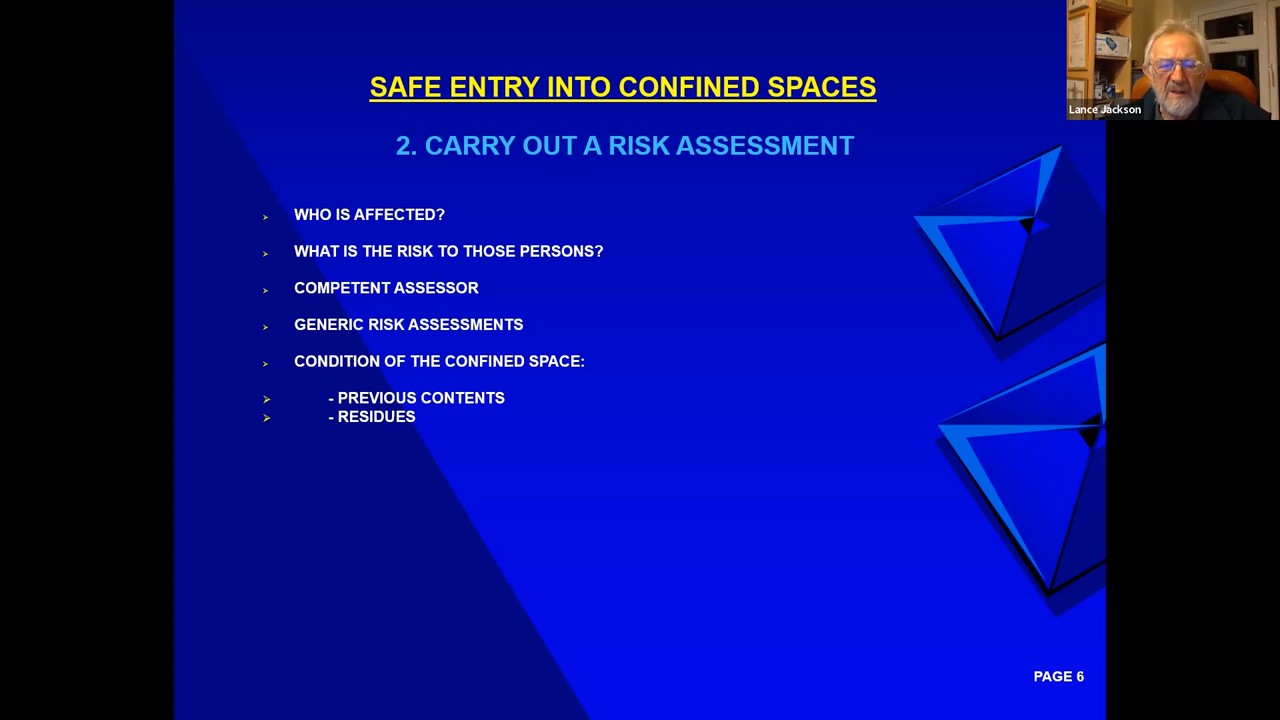 SAFE ENTRY INTO CONFINED SPACES
Lance Jackson
2. CARRY OUT A RISK ASSESSMENT
WHO IS AFFECTED?
WHAT IS THE RISK TO THOSE PERSONS?
COMPETENT ASSESSOR
GENERIC RISK ASSESSMENTS
CONDITION OF THE CONFINED SPACE:
- PREVIOUS CONTENTS
- RESIDUES
PAGE 6